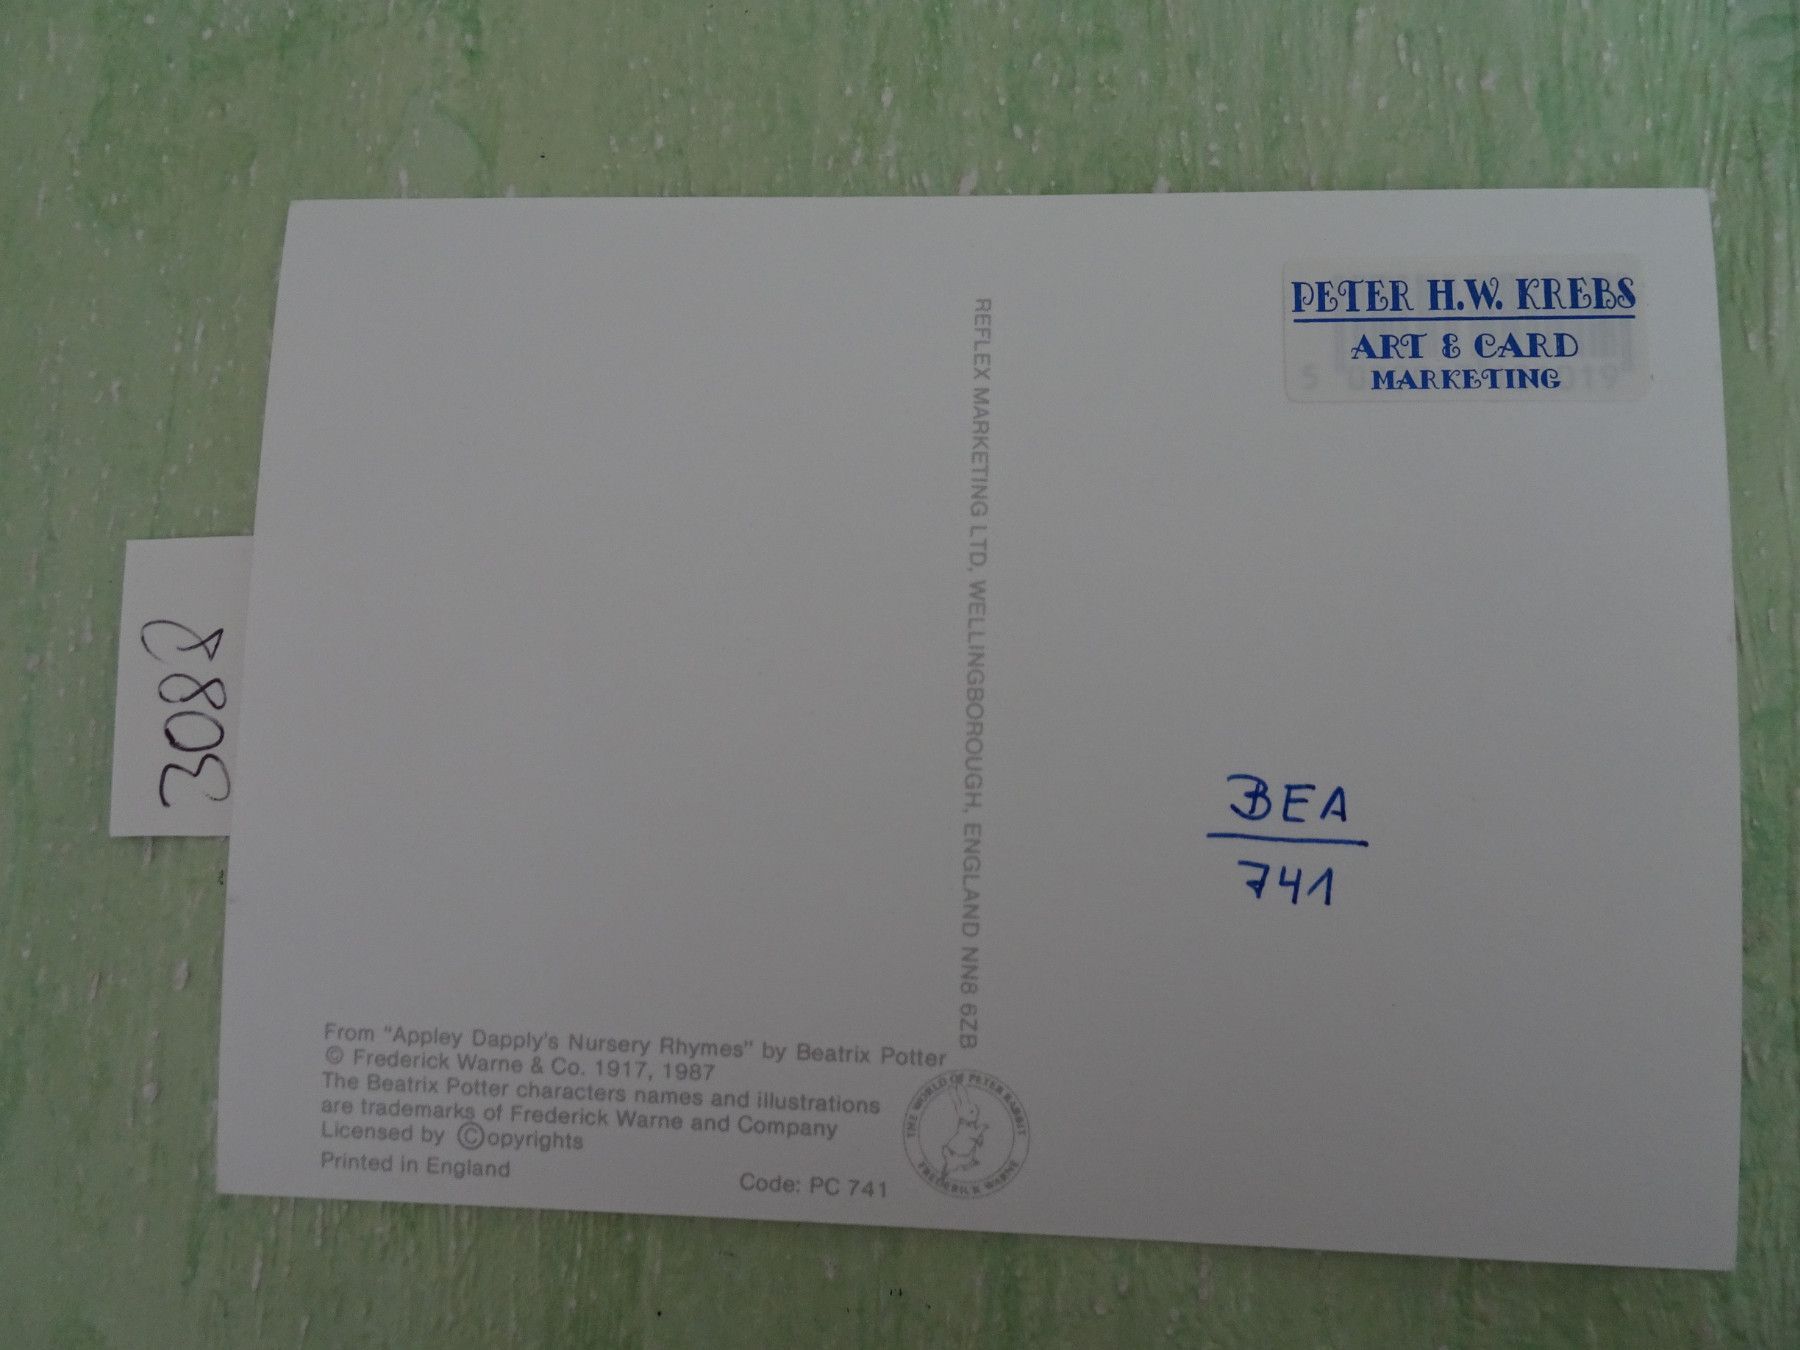 PETER H.W. KREBS
ART & CARD
MARKETING
REFLEX MARKETING LTD, WELLINGBOROUGH, ENGLAND NN8 6ZB
BEA
741
From "Appley Dapply's Nursery Rhymes" by Beatrix Potter
© Frederick Warne & Co. 1917, 1987
The Beatrix Potter characters names and illustrations
are trademarks of Frederick Warne and Company
Licensed by ©opyrights
Printed in England
Code: PC 741
THE WORLD OF PETER RABBIT
FREDERICK WARNE